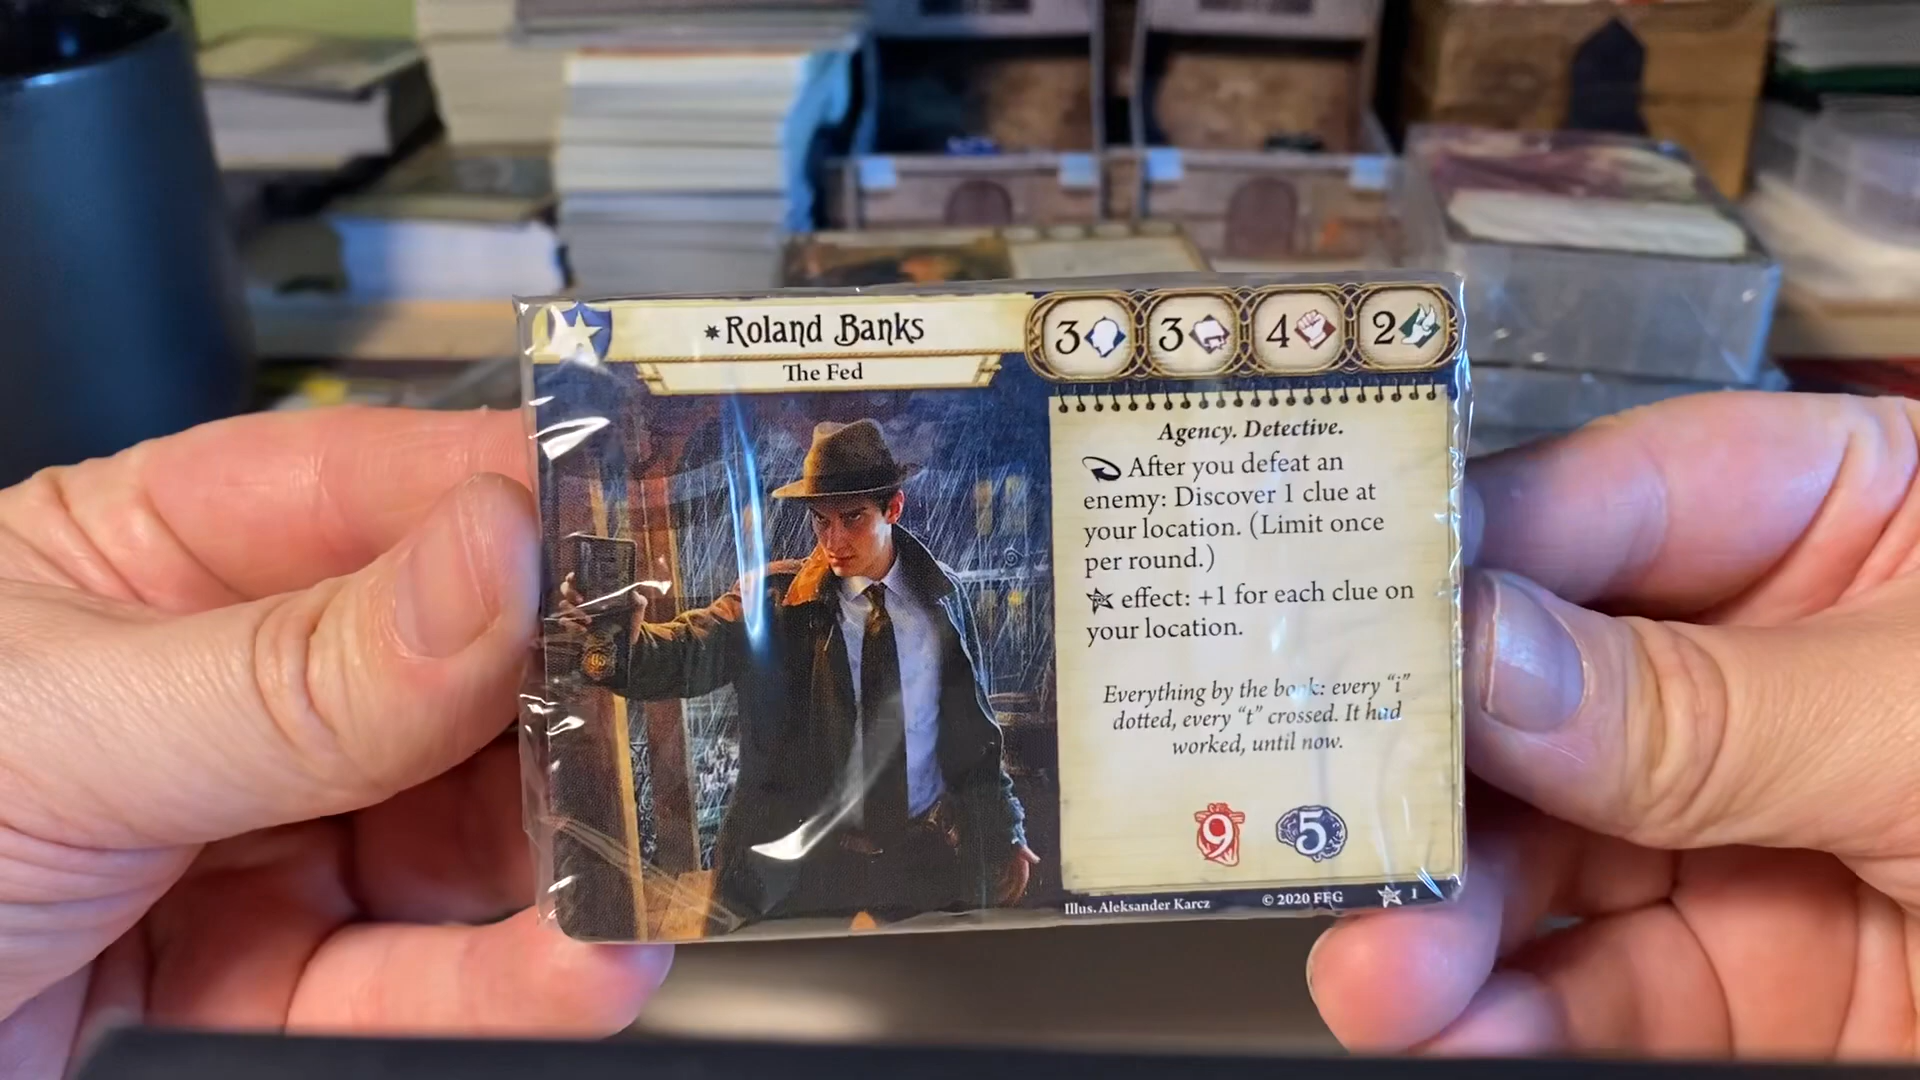 Roland Banks
The Fed
3 3 4 2
Agency. Detective.
After you defeat an
enemy: Discover 1 clue at
your location. (Limit once
per round.)
effect: +1 for each clue on
your location.
Everything by the book: every “i”
dotted, every “t” crossed. It had
worked, until now.
9 5
Illus. Aleksander Karcz © 2020 FFG 1